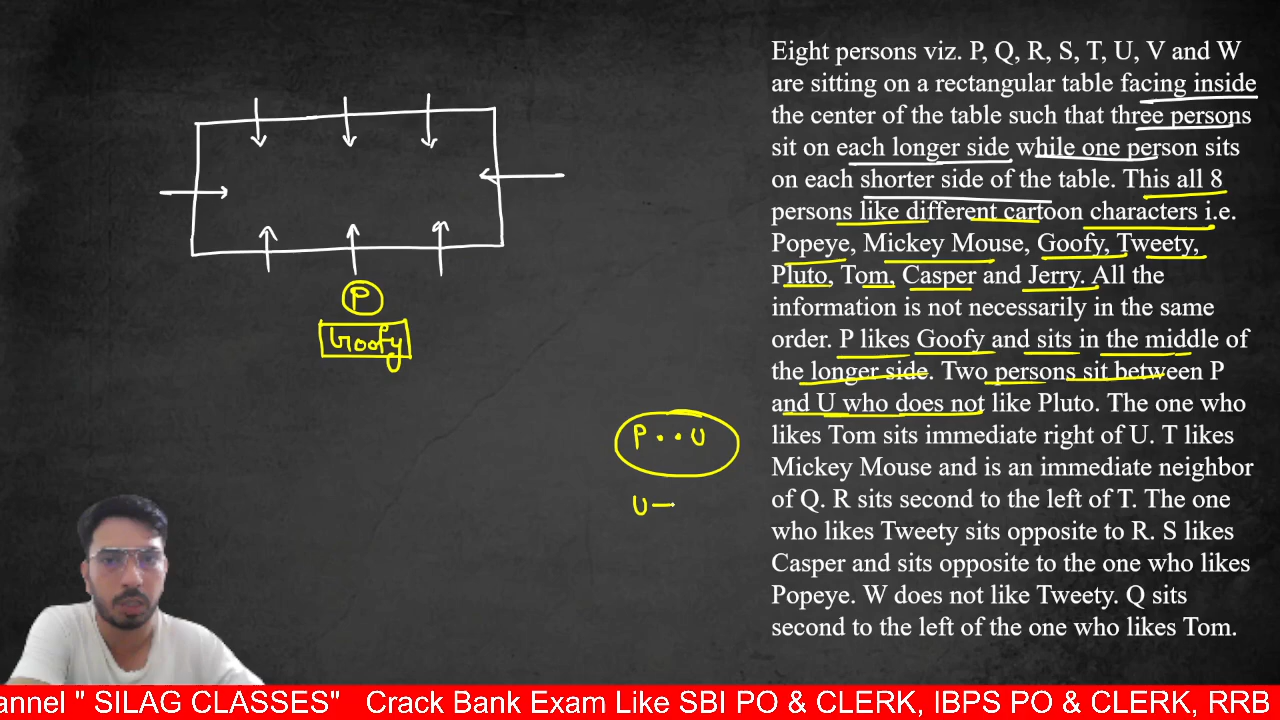 Eight persons viz. P, Q, R, S, T, U, V and W
are sitting on a rectangular table facing inside
the center of the table such that three persons
sit on each longer side while one person sits
on each shorter side of the table. This all 8
persons like different cartoon characters i.e.
Popeye, Mickey Mouse, Goofy, Tweety,
Pluto, Tom, Casper and Jerry. All the
information is not necessarily in the same
order. P likes Goofy and sits in the middle of
the longer side. Two persons sit between P
and U who does not like Pluto. The one who
likes Tom sits immediate right of U. T likes
Mickey Mouse and is an immediate neighbor
of Q. R sits second to the left of T. The one
who likes Tweety sits opposite to R. S likes
Casper and sits opposite to the one who likes
Popeye. W does not like Tweety. Q sits
second to the left of the one who likes Tom.
P
Goofy
P . . U
U —
annel " SILAG CLASSES" Crack Bank Exam Like SBI PO & CLERK, IBPS PO & CLERK, RRB